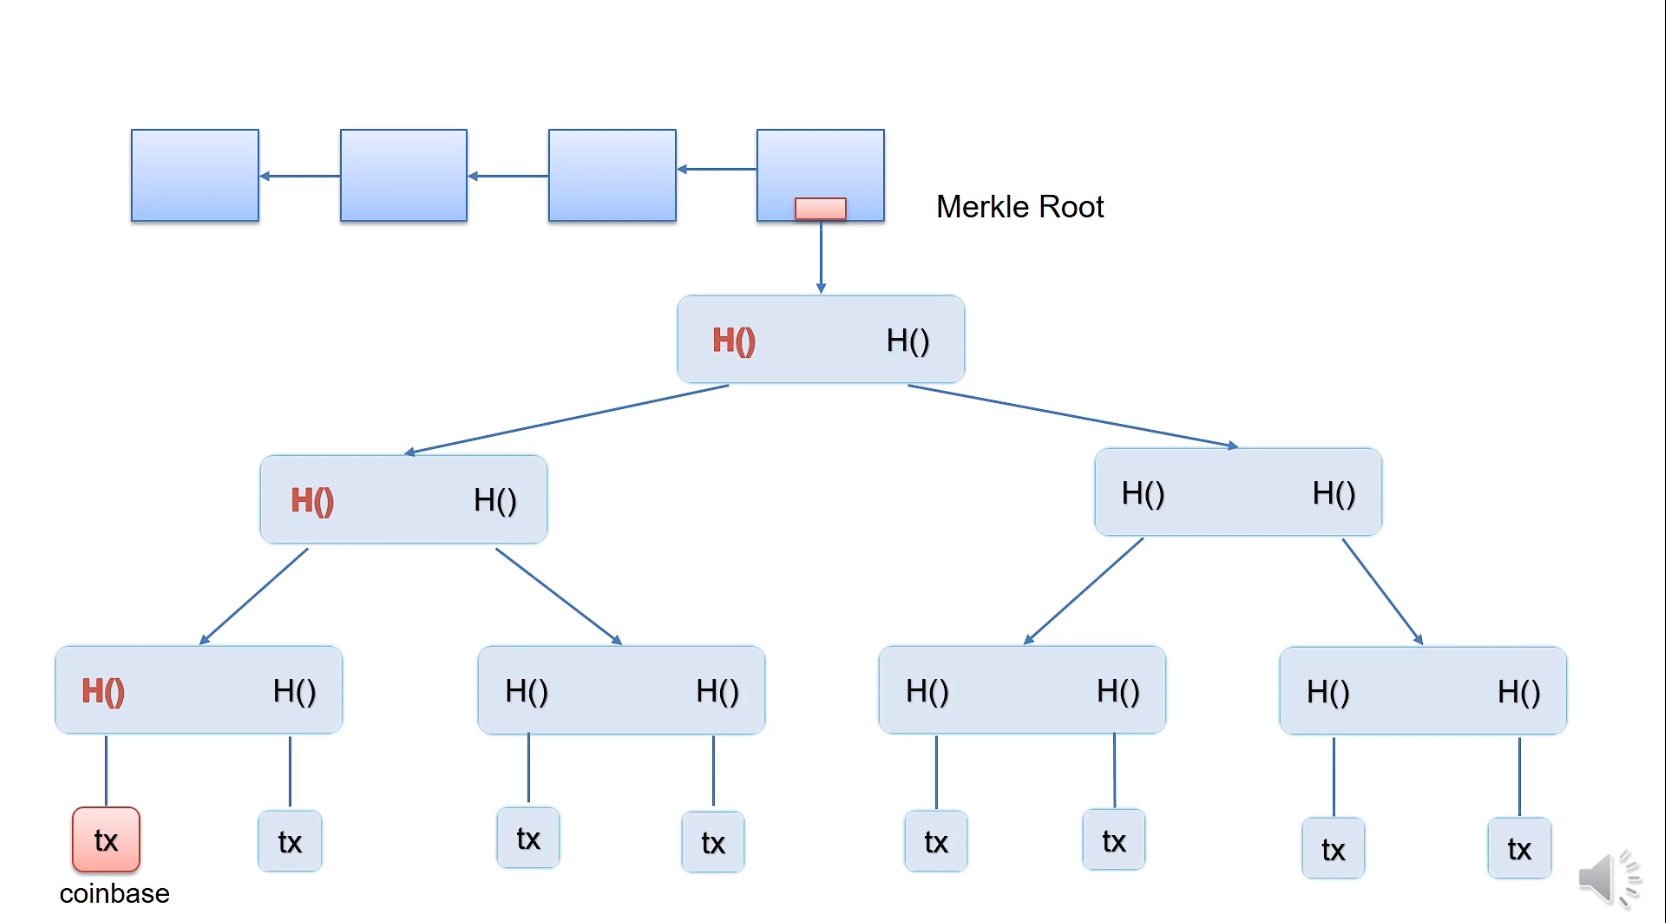 Merkle Root
H() H()
H() H() H() H()
H() H() H() H() H() H() H() H()
tx tx tx tx tx tx tx tx
coinbase